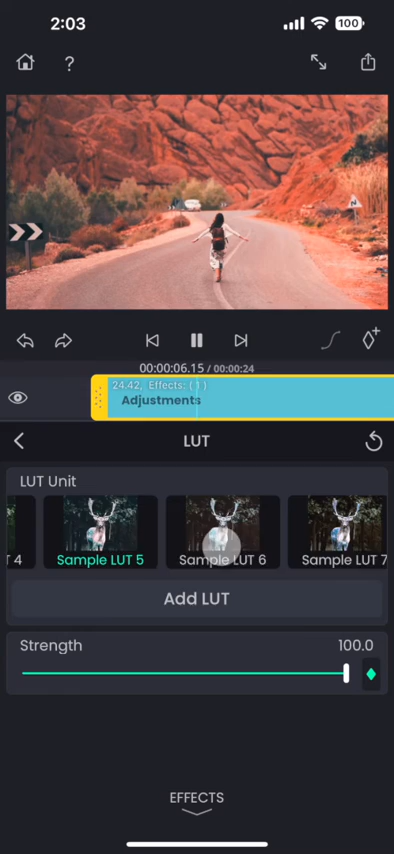 2:03
100
?
00:00:06.15 / 00:00:24
24.42, Effects: ( 1 )
Adjustments
LUT
LUT Unit
T 4
Sample LUT 5
Sample LUT 6
Sample LUT 7
Add LUT
Strength
100.0
EFFECTS